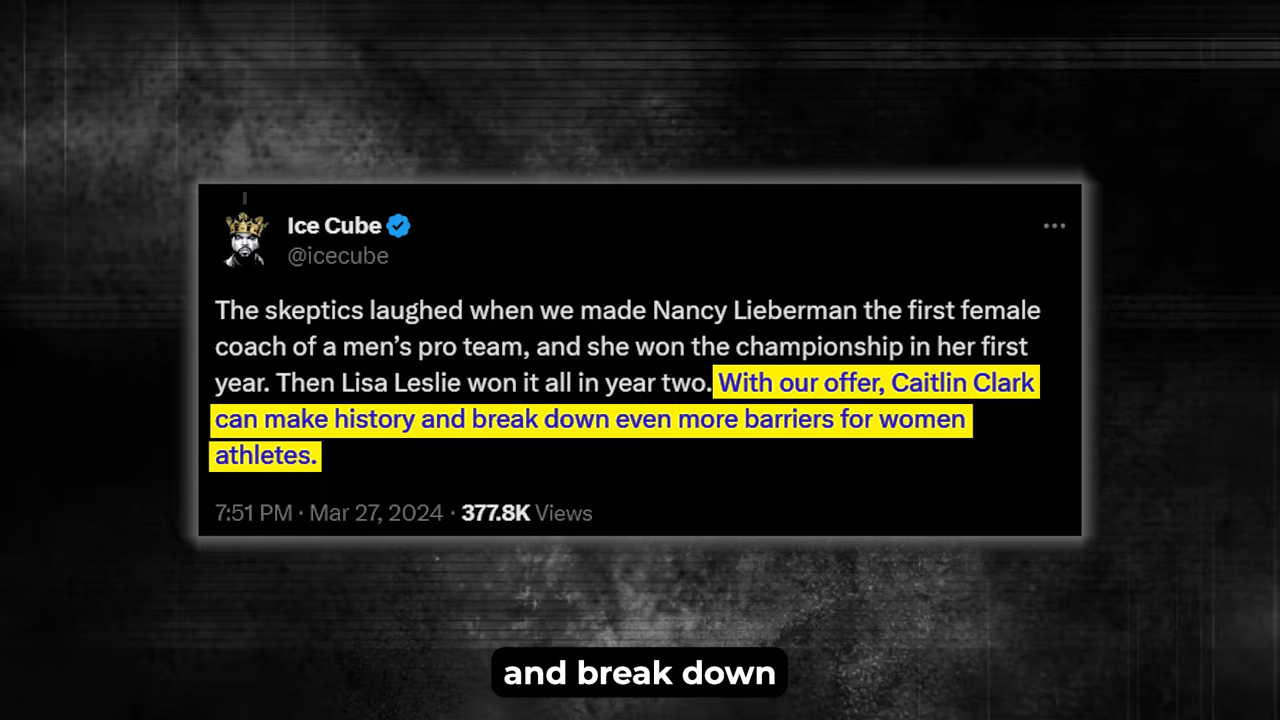 Ice Cube
@icecube
The skeptics laughed when we made Nancy Lieberman the first female
coach of a men’s pro team, and she won the championship in her first
year. Then Lisa Leslie won it all in year two. With our offer, Caitlin Clark
can make history and break down even more barriers for women
athletes.
7:51 PM · Mar 27, 2024 · 377.8K Views
and break down